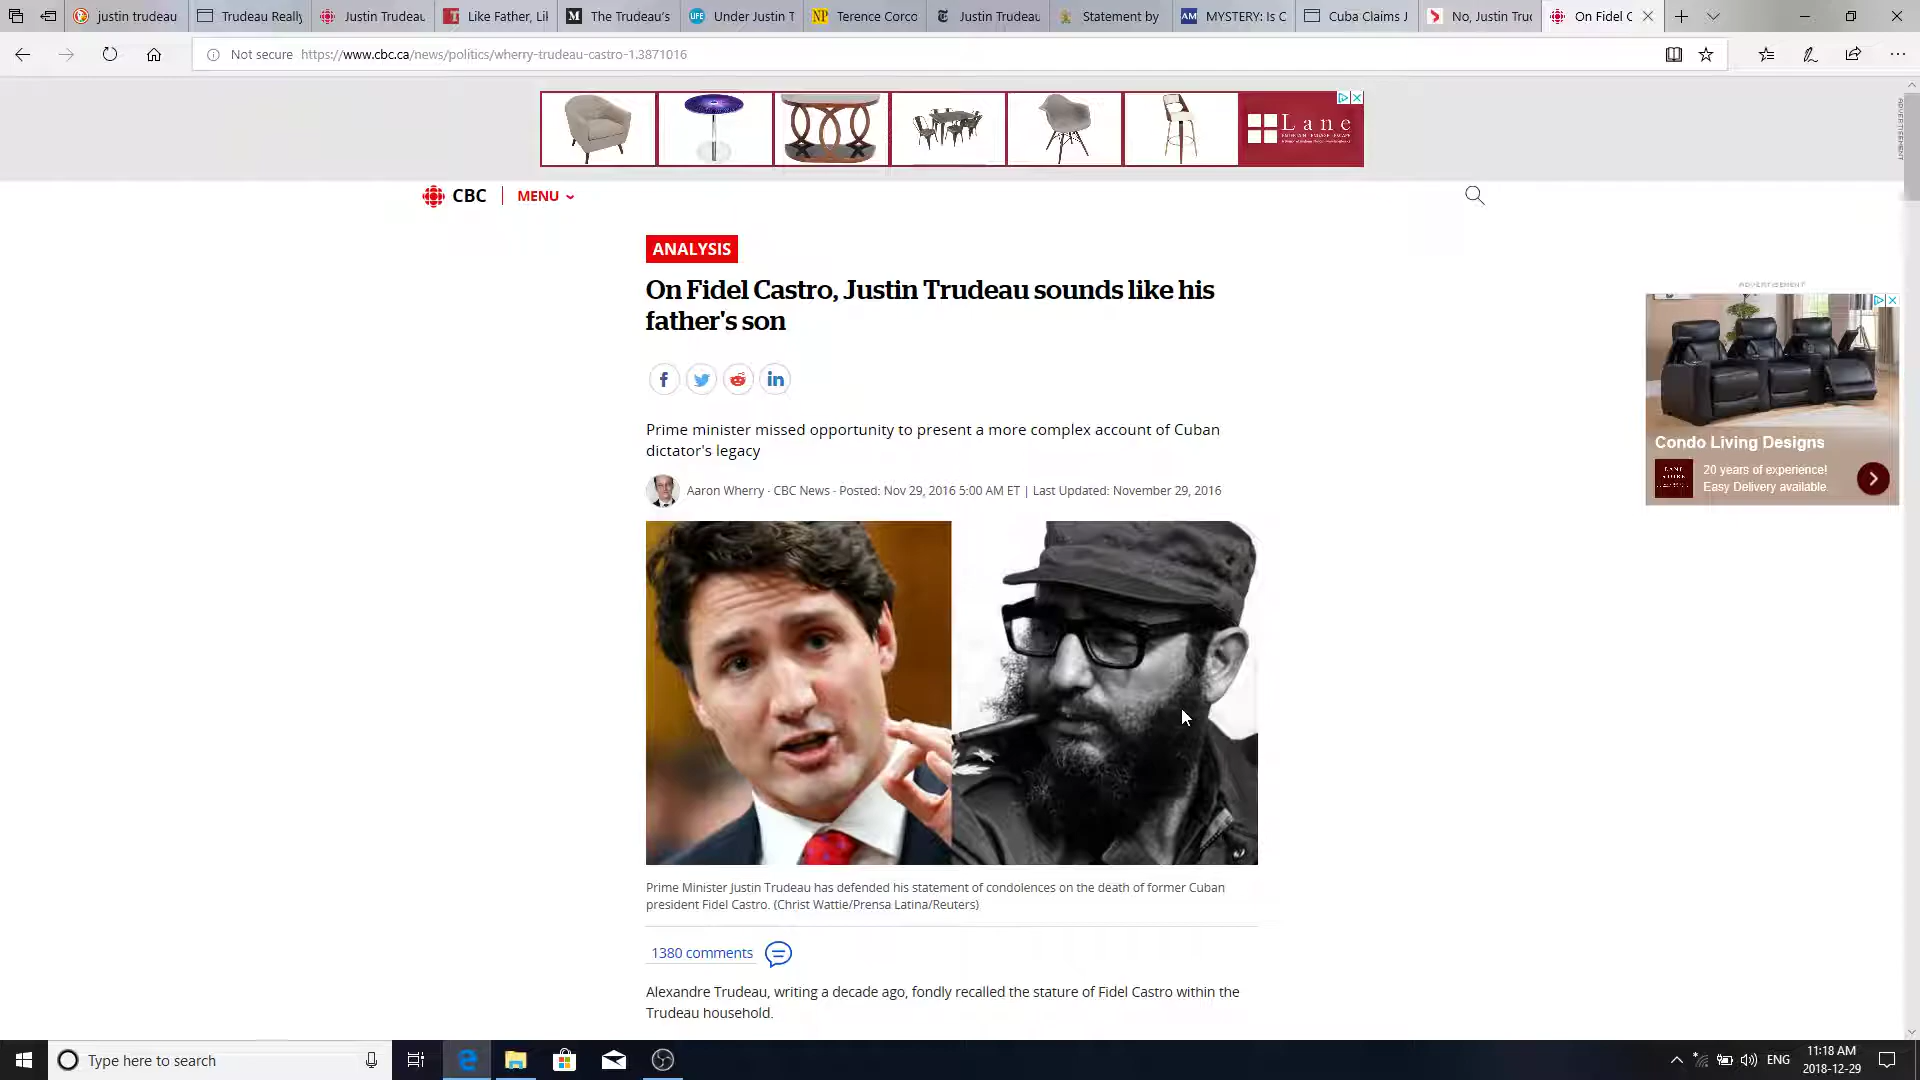 justin trudeau
Trudeau Really
Justin Trudeau
Like Father, Lik
The Trudeau's
Under Justin T
Terence Corco
Justin Trudeau
Statement by
MYSTERY: Is C
Cuba Claims J
No, Justin Truc
On Fidel C
Not secure https://www.cbc.ca/news/politics/wherry-trudeau-castro-1.3871016
Lane
ADVERTISEMENT
CBC
MENU
ANALYSIS
On Fidel Castro, Justin Trudeau sounds like his
father's son
Prime minister missed opportunity to present a more complex account of Cuban
dictator's legacy
Aaron Wherry · CBC News · Posted: Nov 29, 2016 5:00 AM ET | Last Updated: November 29, 2016
Prime Minister Justin Trudeau has defended his statement of condolences on the death of former Cuban
president Fidel Castro. (Christ Wattie/Prensa Latina/Reuters)
1380 comments
Alexandre Trudeau, writing a decade ago, fondly recalled the stature of Fidel Castro within the
Trudeau household.
ADVERTISEMENT
Condo Living Designs
20 years of experience!
Easy Delivery available.
Type here to search
ENG
11:18 AM
2018-12-29